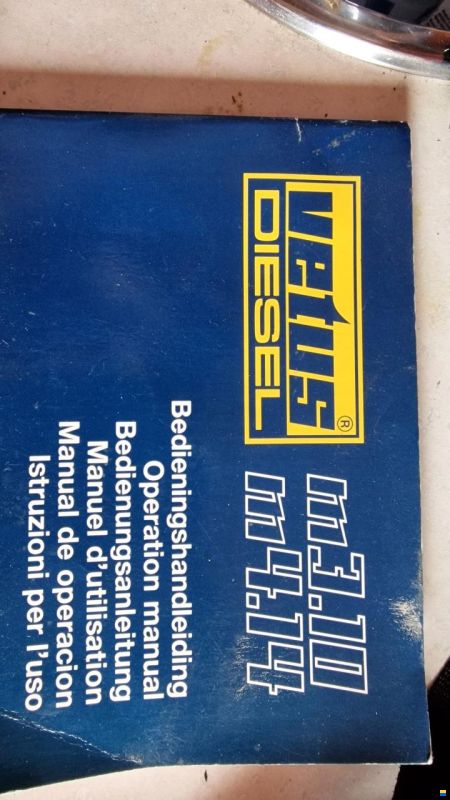 vetus®
DIESEL
m3.10
m4.14
Bedieningshandleiding
Operation manual
Bedienungsanleitung
Manuel d'utilisation
Manual de operacion
Istruzioni per l'uso